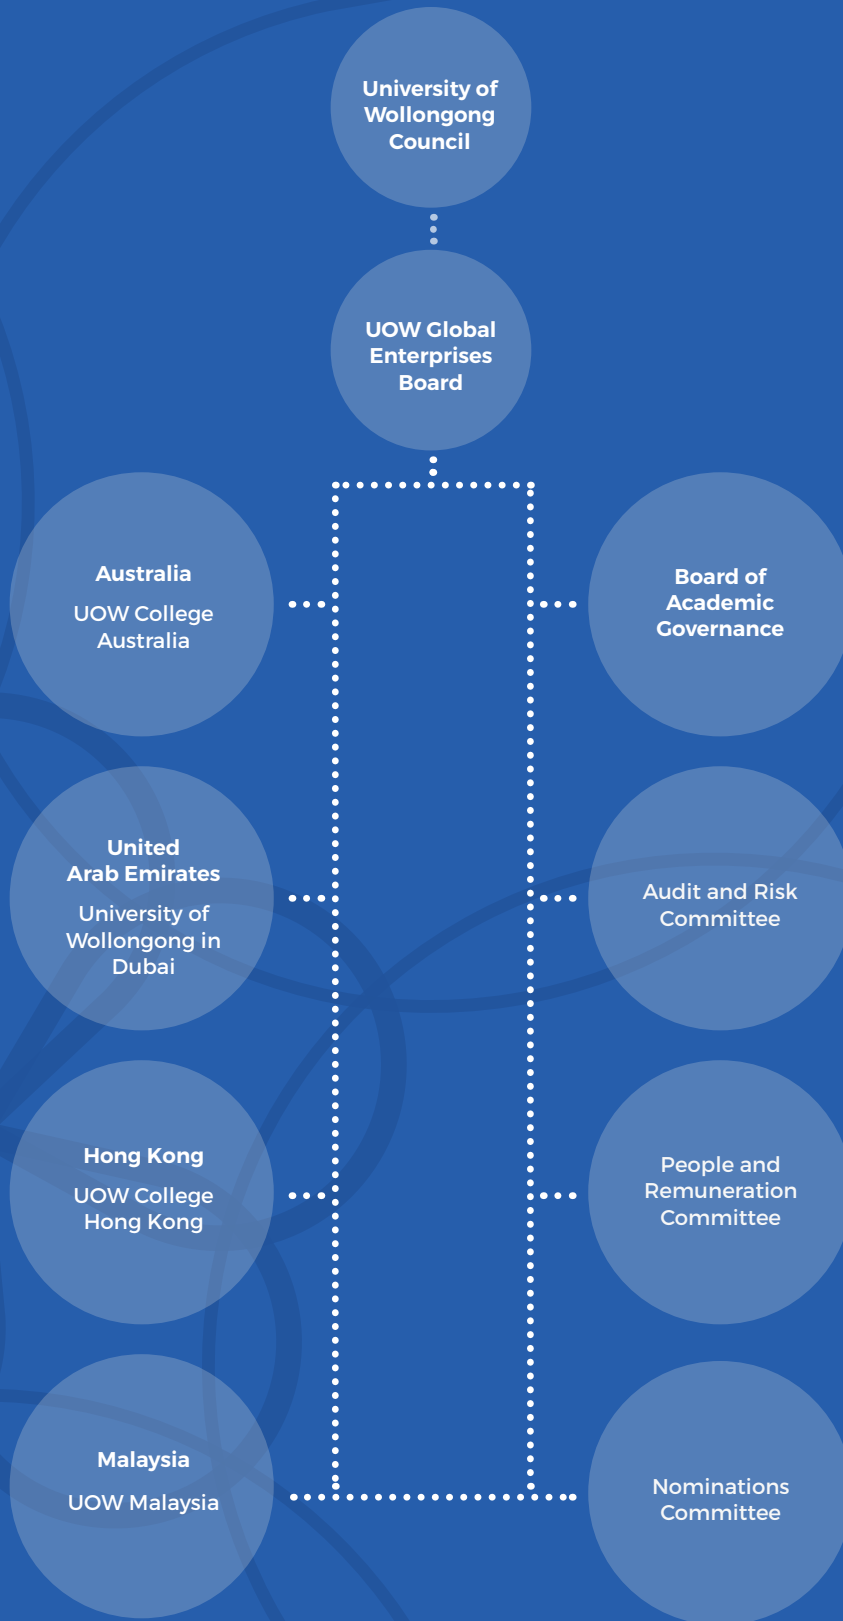 University of
Wollongong
Council
UOW Global
Enterprises
Board
Australia
UOW College
Australia
Board of
Academic
Governance
United
Arab Emirates
University of
Wollongong in
Dubai
Audit and Risk
Committee
Hong Kong
UOW College
Hong Kong
People and
Remuneration
Committee
Malaysia
UOW Malaysia
Nominations
Committee